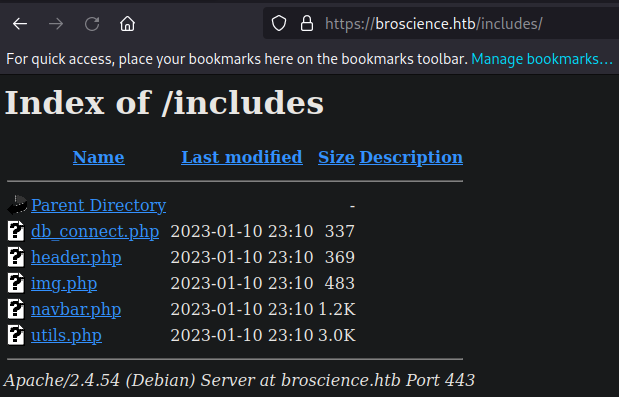 https://broscience.htb/includes/
For quick access, place your bookmarks here on the bookmarks toolbar. Manage bookmarks…
Index of /includes
Name Last modified Size Description
Parent Directory -
db_connect.php 2023-01-10 23:10 337
header.php 2023-01-10 23:10 369
img.php 2023-01-10 23:10 483
navbar.php 2023-01-10 23:10 1.2K
utils.php 2023-01-10 23:10 3.0K
Apache/2.4.54 (Debian) Server at broscience.htb Port 443